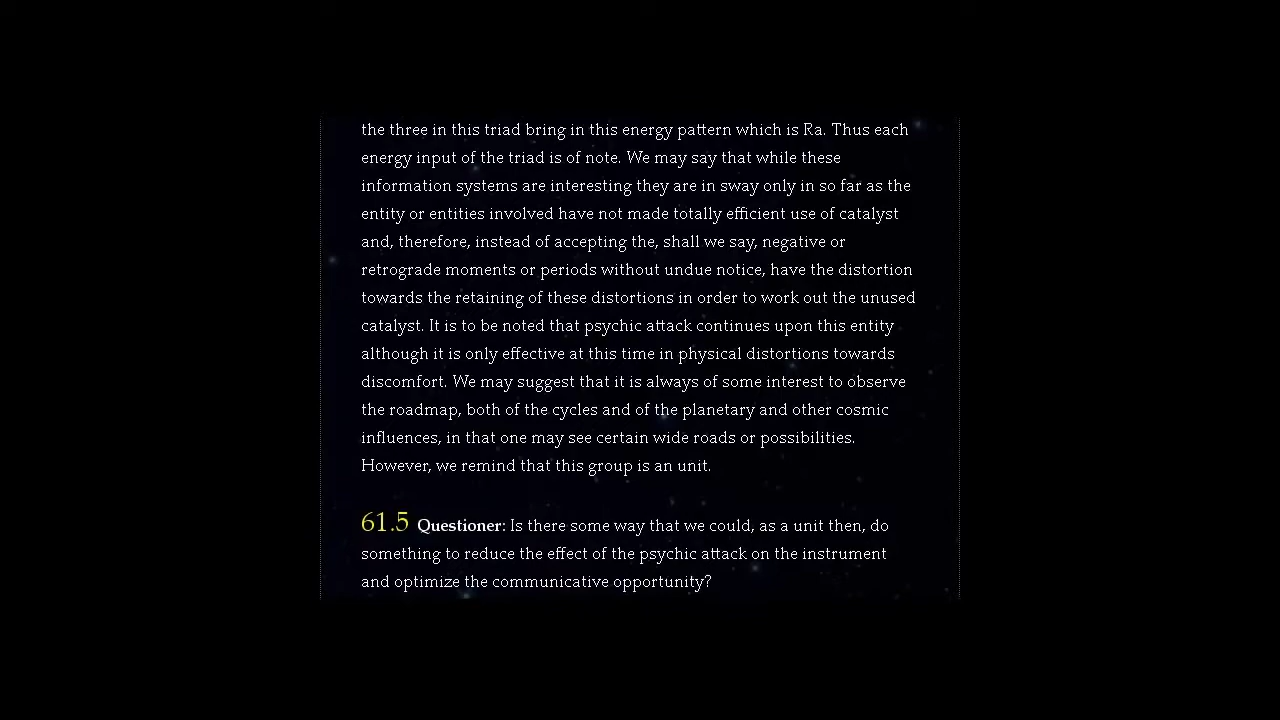 the three in this triad bring in this energy pattern which is Ra. Thus each
energy input of the triad is of note. We may say that while these
information systems are interesting they are in sway only in so far as the
entity or entities involved have not made totally efficient use of catalyst
and, therefore, instead of accepting the, shall we say, negative or
retrograde moments or periods without undue notice, have the distortion
towards the retaining of these distortions in order to work out the unused
catalyst. It is to be noted that psychic attack continues upon this entity
although it is only effective at this time in physical distortions towards
discomfort. We may suggest that it is always of some interest to observe
the roadmap, both of the cycles and of the planetary and other cosmic
influences, in that one may see certain wide roads or possibilities.
However, we remind that this group is an unit.
61.5 Questioner: Is there some way that we could, as a unit then, do
something to reduce the effect of the psychic attack on the instrument
and optimize the communicative opportunity?